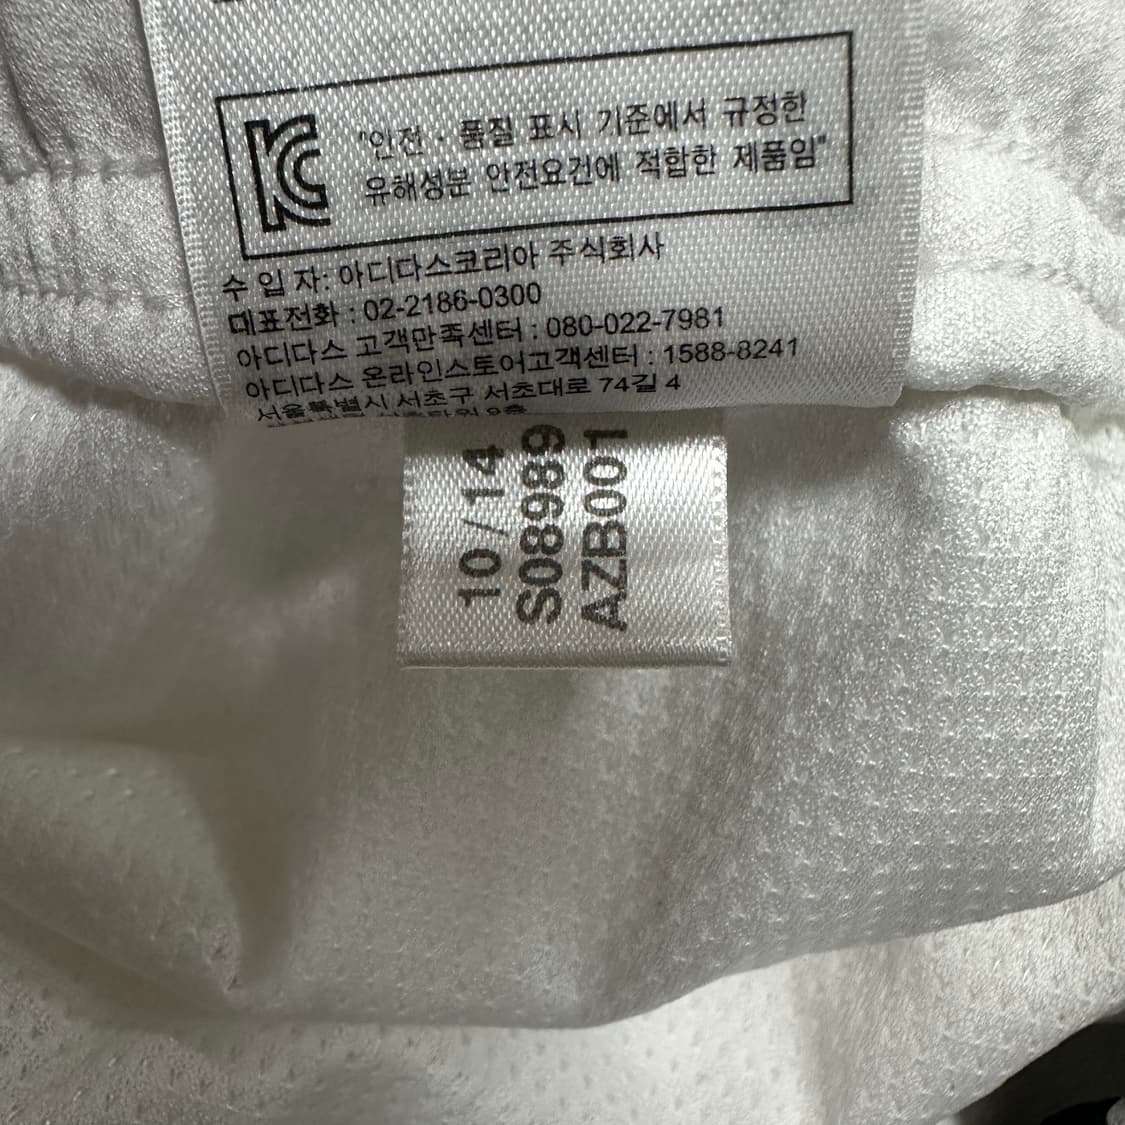 "안전·품질 표시 기준에서 규정한
유해성분 안전요건에 적합한 제품임"
수 입 자: 아디다스코리아 주식회사
대표전화 : 02-2186-0300
아디다스 고객만족센터 : 080-022-7981
아디다스 온라인스토어고객센터 : 1588-8241
서울특별시 서초구 서초대로 74길 4
10/14
S08989
AZB001